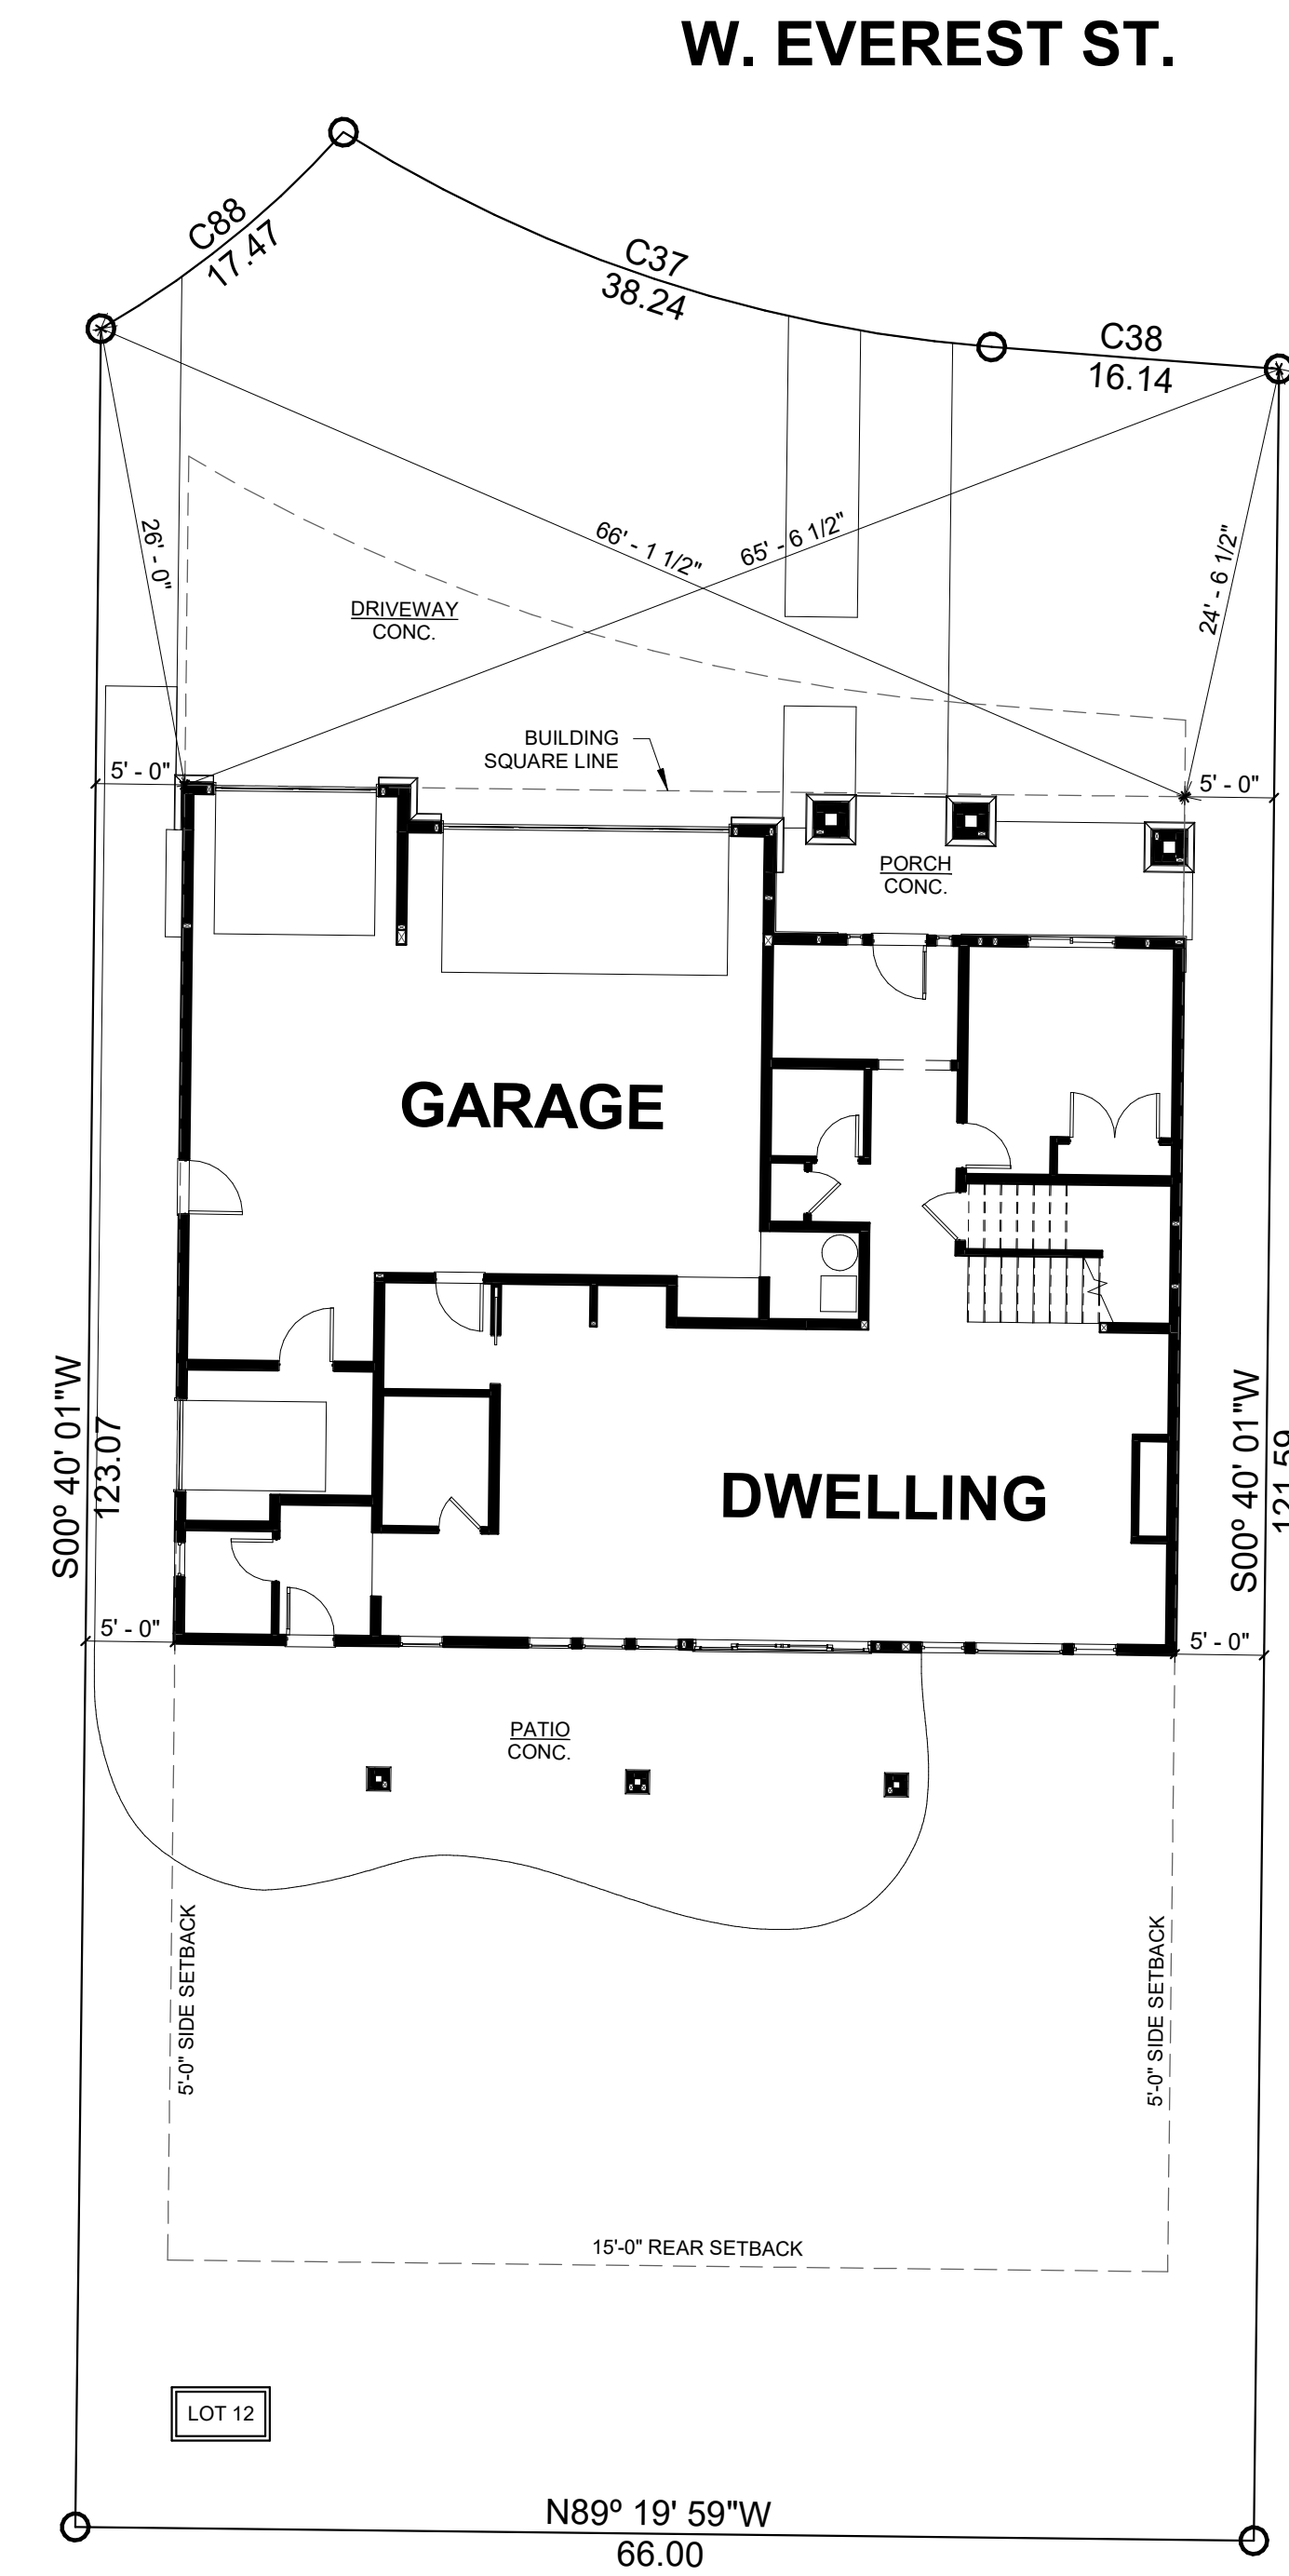 W. EVEREST ST.
C88
17.47
C37
38.24
C38
16.14
26' - 0"
66' - 1 1/2"
65' - 6 1/2"
24' - 6 1/2"
DRIVEWAY
CONC.
BUILDING
SQUARE LINE
5' - 0"
5' - 0"
PORCH
CONC.
GARAGE
S00º 40' 01"W
123.07
DWELLING
S00º 40' 01"W
121.59
5' - 0"
5' - 0"
PATIO
CONC.
5'-0" SIDE SETBACK
5'-0" SIDE SETBACK
15'-0" REAR SETBACK
LOT 12
N89º 19' 59"W
66.00